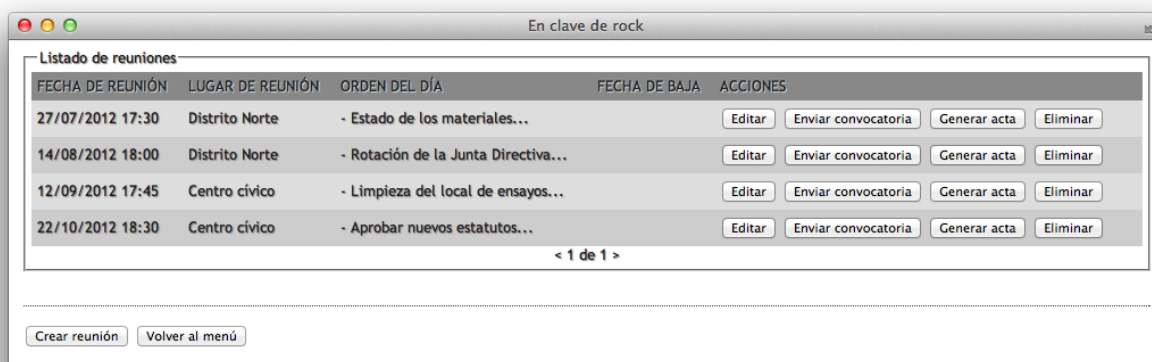 En clave de rock
Listado de reuniones
FECHA DE REUNIÓN LUGAR DE REUNIÓN ORDEN DEL DÍA FECHA DE BAJA ACCIONES
27/07/2012 17:30 Distrito Norte - Estado de los materiales... Editar Enviar convocatoria Generar acta Eliminar
14/08/2012 18:00 Distrito Norte - Rotación de la Junta Directiva... Editar Enviar convocatoria Generar acta Eliminar
12/09/2012 17:45 Centro cívico - Limpieza del local de ensayos... Editar Enviar convocatoria Generar acta Eliminar
22/10/2012 18:30 Centro cívico - Aprobar nuevos estatutos... Editar Enviar convocatoria Generar acta Eliminar
< 1 de 1 >
Crear reunión Volver al menú